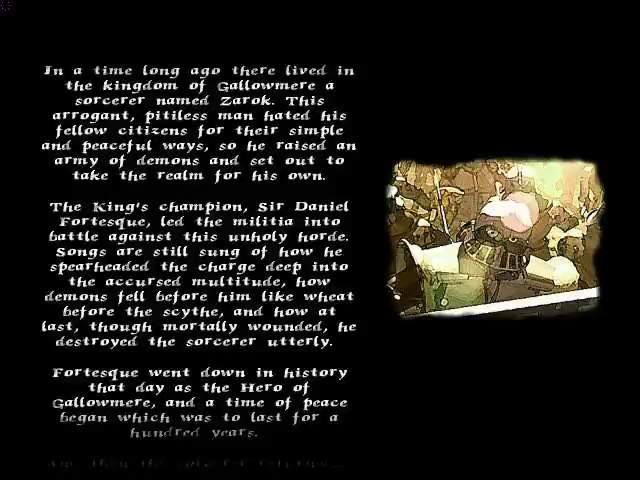 In a time long ago there lived in
the kingdom of Gallowmere a
sorcerer named Zarok. This
arrogant, pitiless man hated his
fellow citizens for their simple
and peaceful ways, so he raised an
army of demons and set out to
take the realm for his own.
The King's champion, Sir Daniel
Fortesque, led the militia into
battle against this unholy horde.
Songs are still sung of how he
spearheaded the charge deep into
the accursed multitude, how
demons fell before him like wheat
before the scythe, and how at
last, though mortally wounded, he
destroyed the sorcerer utterly.
Fortesque went down in history
that day as the Hero of
Gallowmere, and a time of peace
began which was to last for a
hundred years.